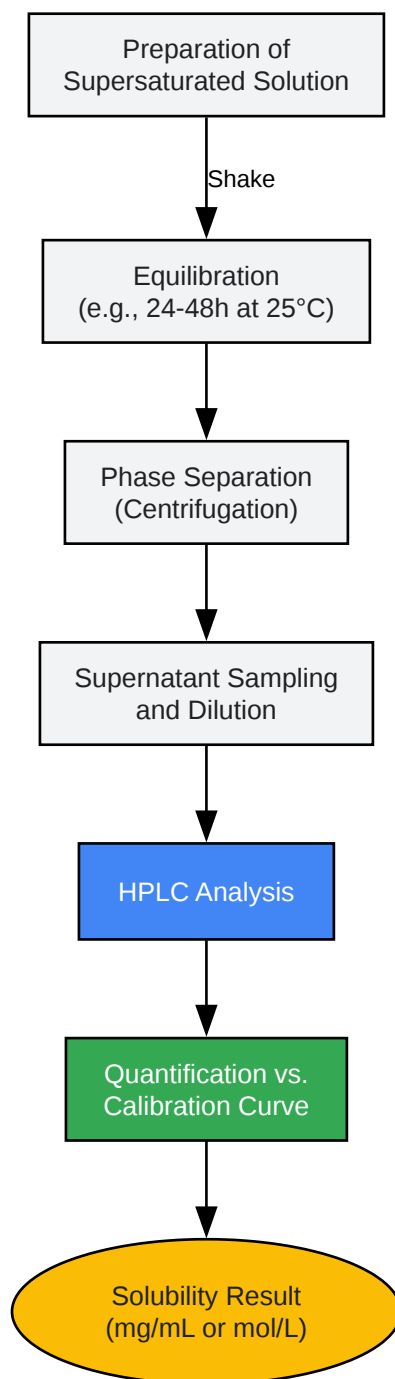 Preparation of
Supersaturated Solution
Shake
Equilibration
(e.g., 24-48h at 25°C)
Phase Separation
(Centrifugation)
Supernatant Sampling
and Dilution
HPLC Analysis
Quantification vs.
Calibration Curve
Solubility Result
(mg/mL or mol/L)